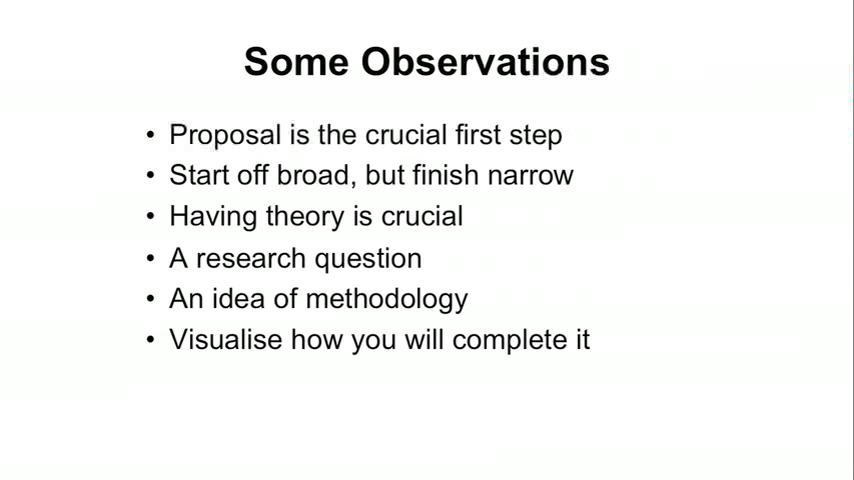 Some Observations
• Proposal is the crucial first step
• Start off broad, but finish narrow
• Having theory is crucial
• A research question
• An idea of methodology
• Visualise how you will complete it